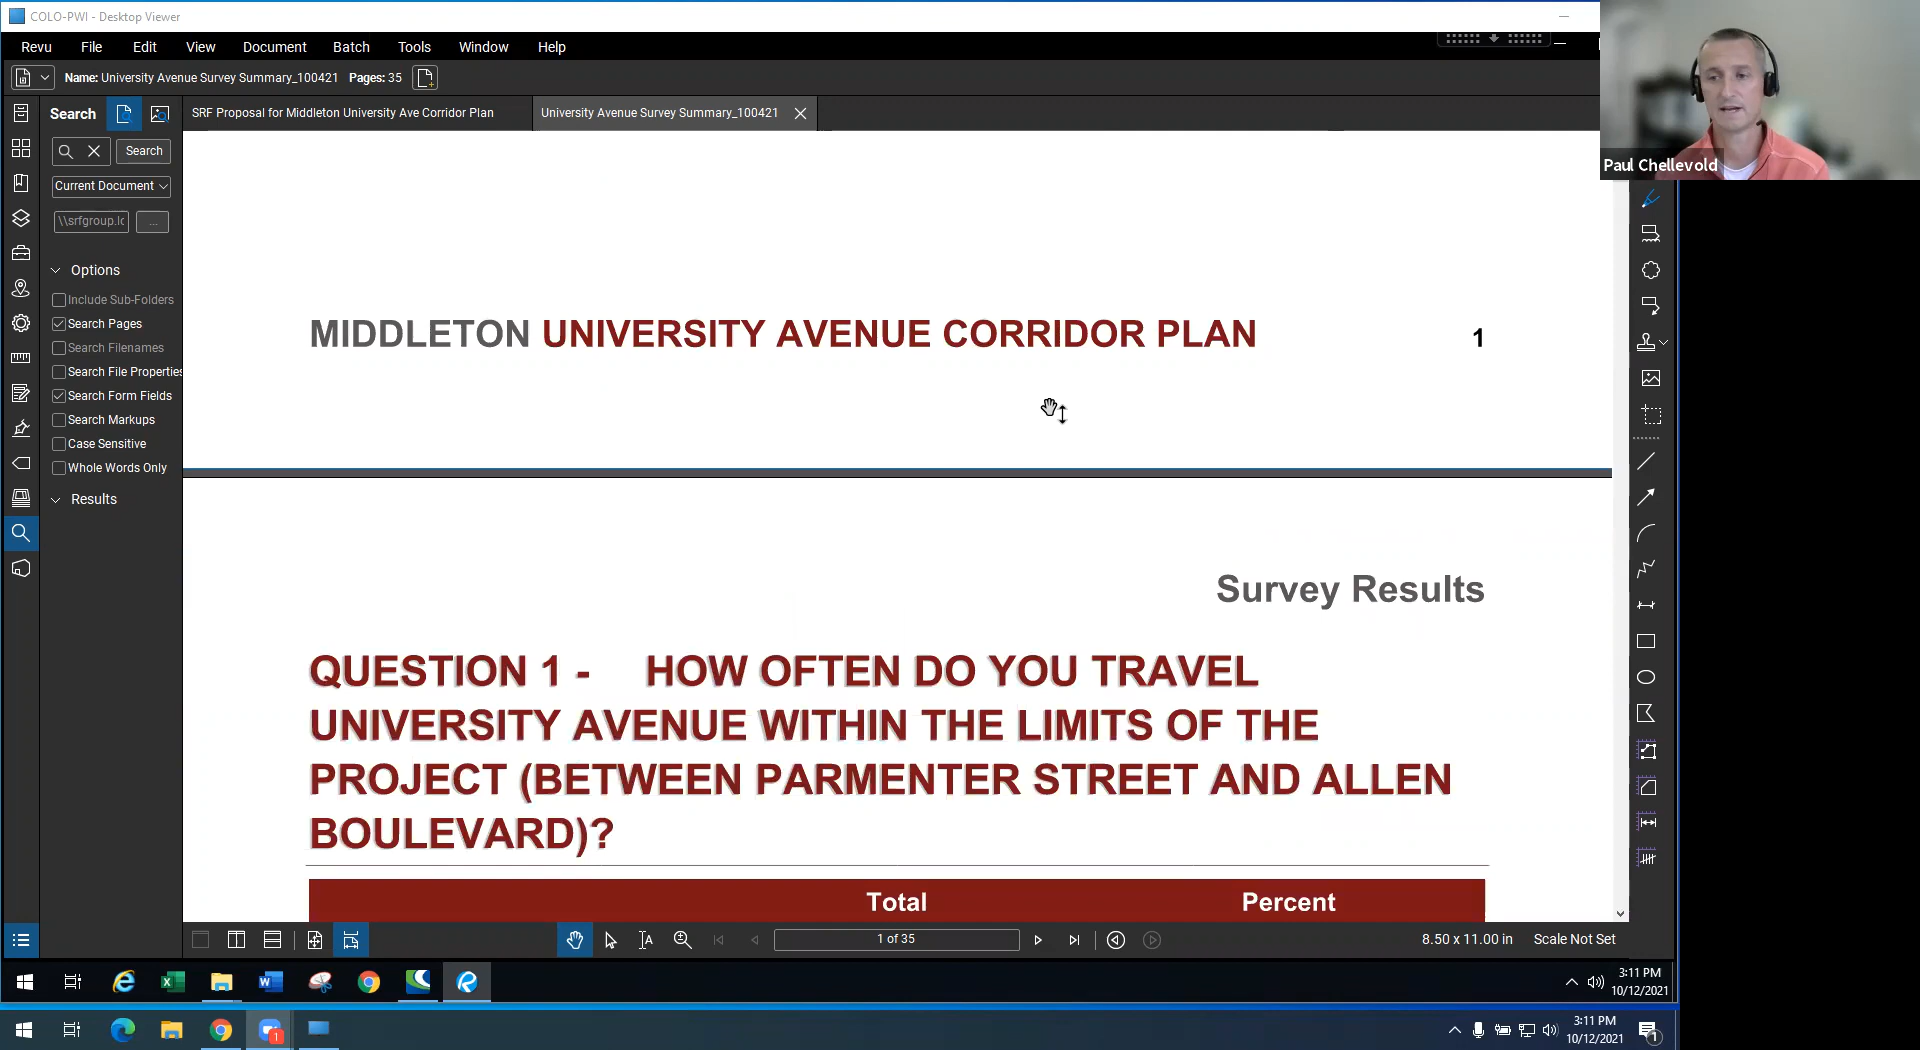 COLO-PWI - Desktop Viewer
Revu File Edit View Document Batch Tools Window Help
Name: University Avenue Survey Summary_100421 Pages: 35
Search
SRF Proposal for Middleton University Ave Corridor Plan
University Avenue Survey Summary_100421
Search
Current Document
\\srfgroup.lo
...
Options
Include Sub-Folders
Search Pages
Search Filenames
Search File Properties
Search Form Fields
Search Markups
Case Sensitive
Whole Words Only
Results
Paul Chellevold
MIDDLETON UNIVERSITY AVENUE CORRIDOR PLAN 1
Survey Results
QUESTION 1 - HOW OFTEN DO YOU TRAVEL
UNIVERSITY AVENUE WITHIN THE LIMITS OF THE
PROJECT (BETWEEN PARMENTER STREET AND ALLEN
BOULEVARD)?
Total Percent
1 of 35
8.50 x 11.00 in Scale Not Set
3:11 PM
10/12/2021
1
3:11 PM
10/12/2021
1